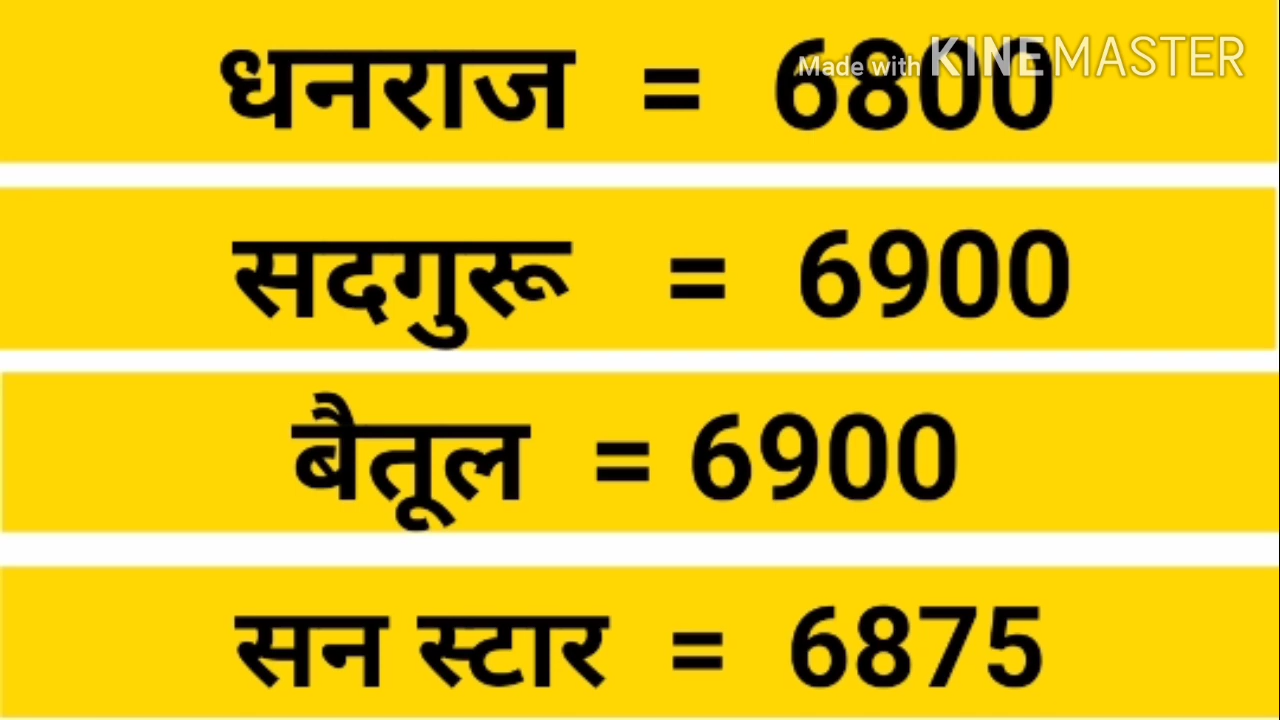 धनराज = 6800
Made with KINEMASTER
सदगुरू = 6900
बैतूल = 6900
सन स्टार = 6875